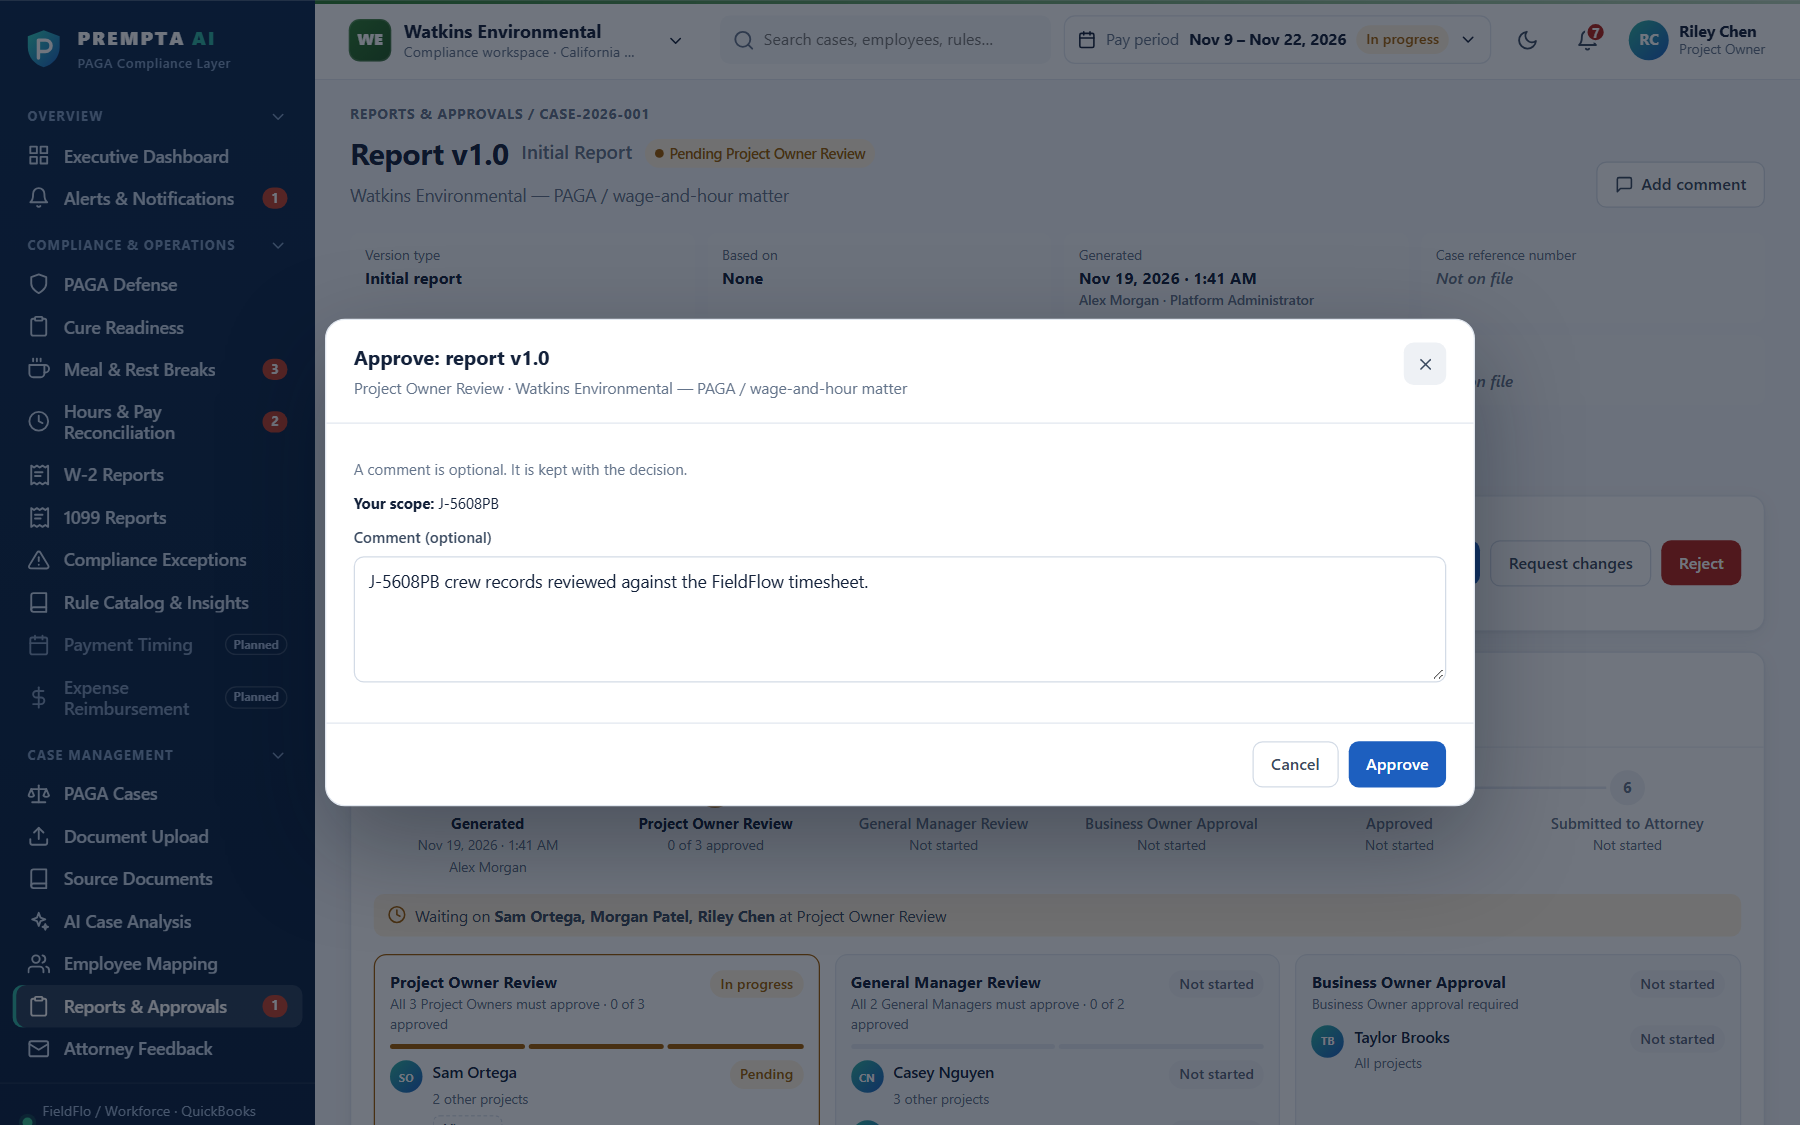 PREMPTA AI
PAGA Compliance Layer
OVERVIEW
Executive Dashboard
Alerts & Notifications
1
COMPLIANCE & OPERATIONS
PAGA Defense
Cure Readiness
Meal & Rest Breaks
3
Hours & Pay
Reconciliation
2
W-2 Reports
1099 Reports
Compliance Exceptions
Rule Catalog & Insights
Payment Timing
Planned
Expense
Reimbursement
Planned
CASE MANAGEMENT
PAGA Cases
Document Upload
Source Documents
AI Case Analysis
Employee Mapping
Reports & Approvals
1
Attorney Feedback
FieldFlo / Workforce · QuickBooks
WE
Watkins Environmental
Compliance workspace · California ...
Search cases, employees, rules...
Pay period Nov 9 – Nov 22, 2026 In progress
7
RC
Riley Chen
Project Owner
REPORTS & APPROVALS / CASE-2026-001
Report v1.0 Initial Report Pending Project Owner Review
Watkins Environmental — PAGA / wage-and-hour matter
Add comment
Version type
Initial report
Based on
None
Generated
Nov 19, 2026 · 1:41 AM
Alex Morgan · Platform Administrator
Case reference number
Not on file
on file
Approve: report v1.0
Project Owner Review · Watkins Environmental — PAGA / wage-and-hour matter
A comment is optional. It is kept with the decision.
Your scope: J-5608PB
Comment (optional)
J-5608PB crew records reviewed against the FieldFlow timesheet.
Cancel
Approve
Request changes
Reject
Generated
Nov 19, 2026 · 1:41 AM
Alex Morgan
Project Owner Review
0 of 3 approved
General Manager Review
Not started
Business Owner Approval
Not started
Approved
Not started
6
Submitted to Attorney
Not started
Waiting on Sam Ortega, Morgan Patel, Riley Chen at Project Owner Review
Project Owner Review
In progress
All 3 Project Owners must approve · 0 of 3
approved
SO
Sam Ortega
Pending
2 other projects
General Manager Review
Not started
All 2 General Managers must approve · 0 of 2
approved
CN
Casey Nguyen
Not started
3 other projects
Business Owner Approval
Not started
Business Owner approval required
TB
Taylor Brooks
Not started
All projects